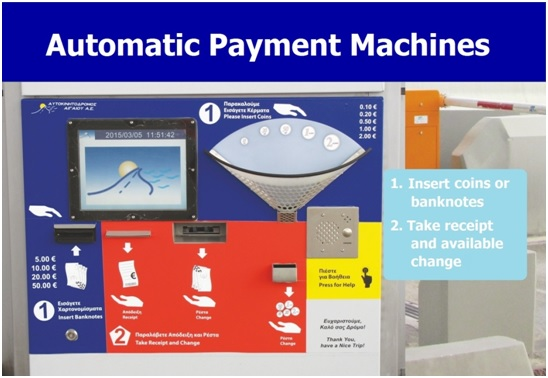 Automatic Payment Machines
ΑΥΤΟΚΙΝΗΤΟΔΡΟΜΟΣ
ΑΙΓΑΙΟΥ Α.Ε.
2015/03/05 11:51:42
1
Παρακαλούμε
Εισάγετε Κέρματα
Please Insert Coins
0.10 €
0.20 €
0.50 €
1.00 €
2.00 €
1. Insert coins or
banknotes
2. Take receipt
and available
change
5.00 €
10.00 €
20.00 €
50.00 €
1
Εισάγετε
Χαρτονομίσματα
Insert Banknotes
Απόδειξη
Receipt
Ρέστα
Change
2
Παραλάβετε Απόδειξη και Ρέστα
Take Receipt and Change
Ρέστα
Change
Πιέστε
για Βοήθεια
Press for Help
Ευχαριστούμε,
Καλό σας Δρόμο!
Thank You,
have a Nice Trip!